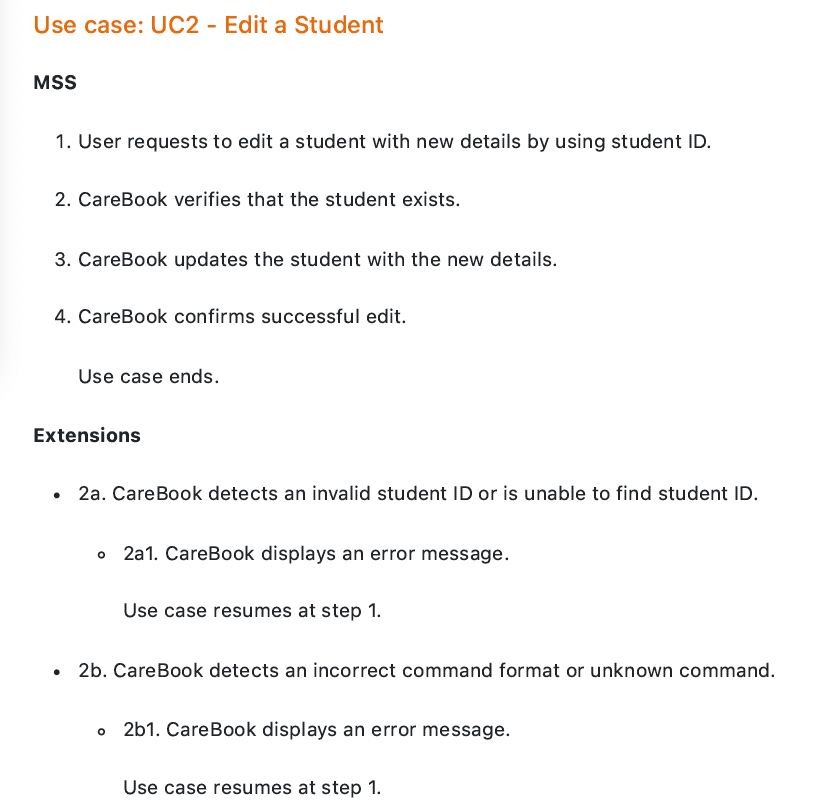 Use case: UC2 - Edit a Student
MSS
1. User requests to edit a student with new details by using student ID.
2. CareBook verifies that the student exists.
3. CareBook updates the student with the new details.
4. CareBook confirms successful edit.
Use case ends.
Extensions
• 2a. CareBook detects an invalid student ID or is unable to find student ID.
◦ 2a1. CareBook displays an error message.
Use case resumes at step 1.
• 2b. CareBook detects an incorrect command format or unknown command.
◦ 2b1. CareBook displays an error message.
Use case resumes at step 1.